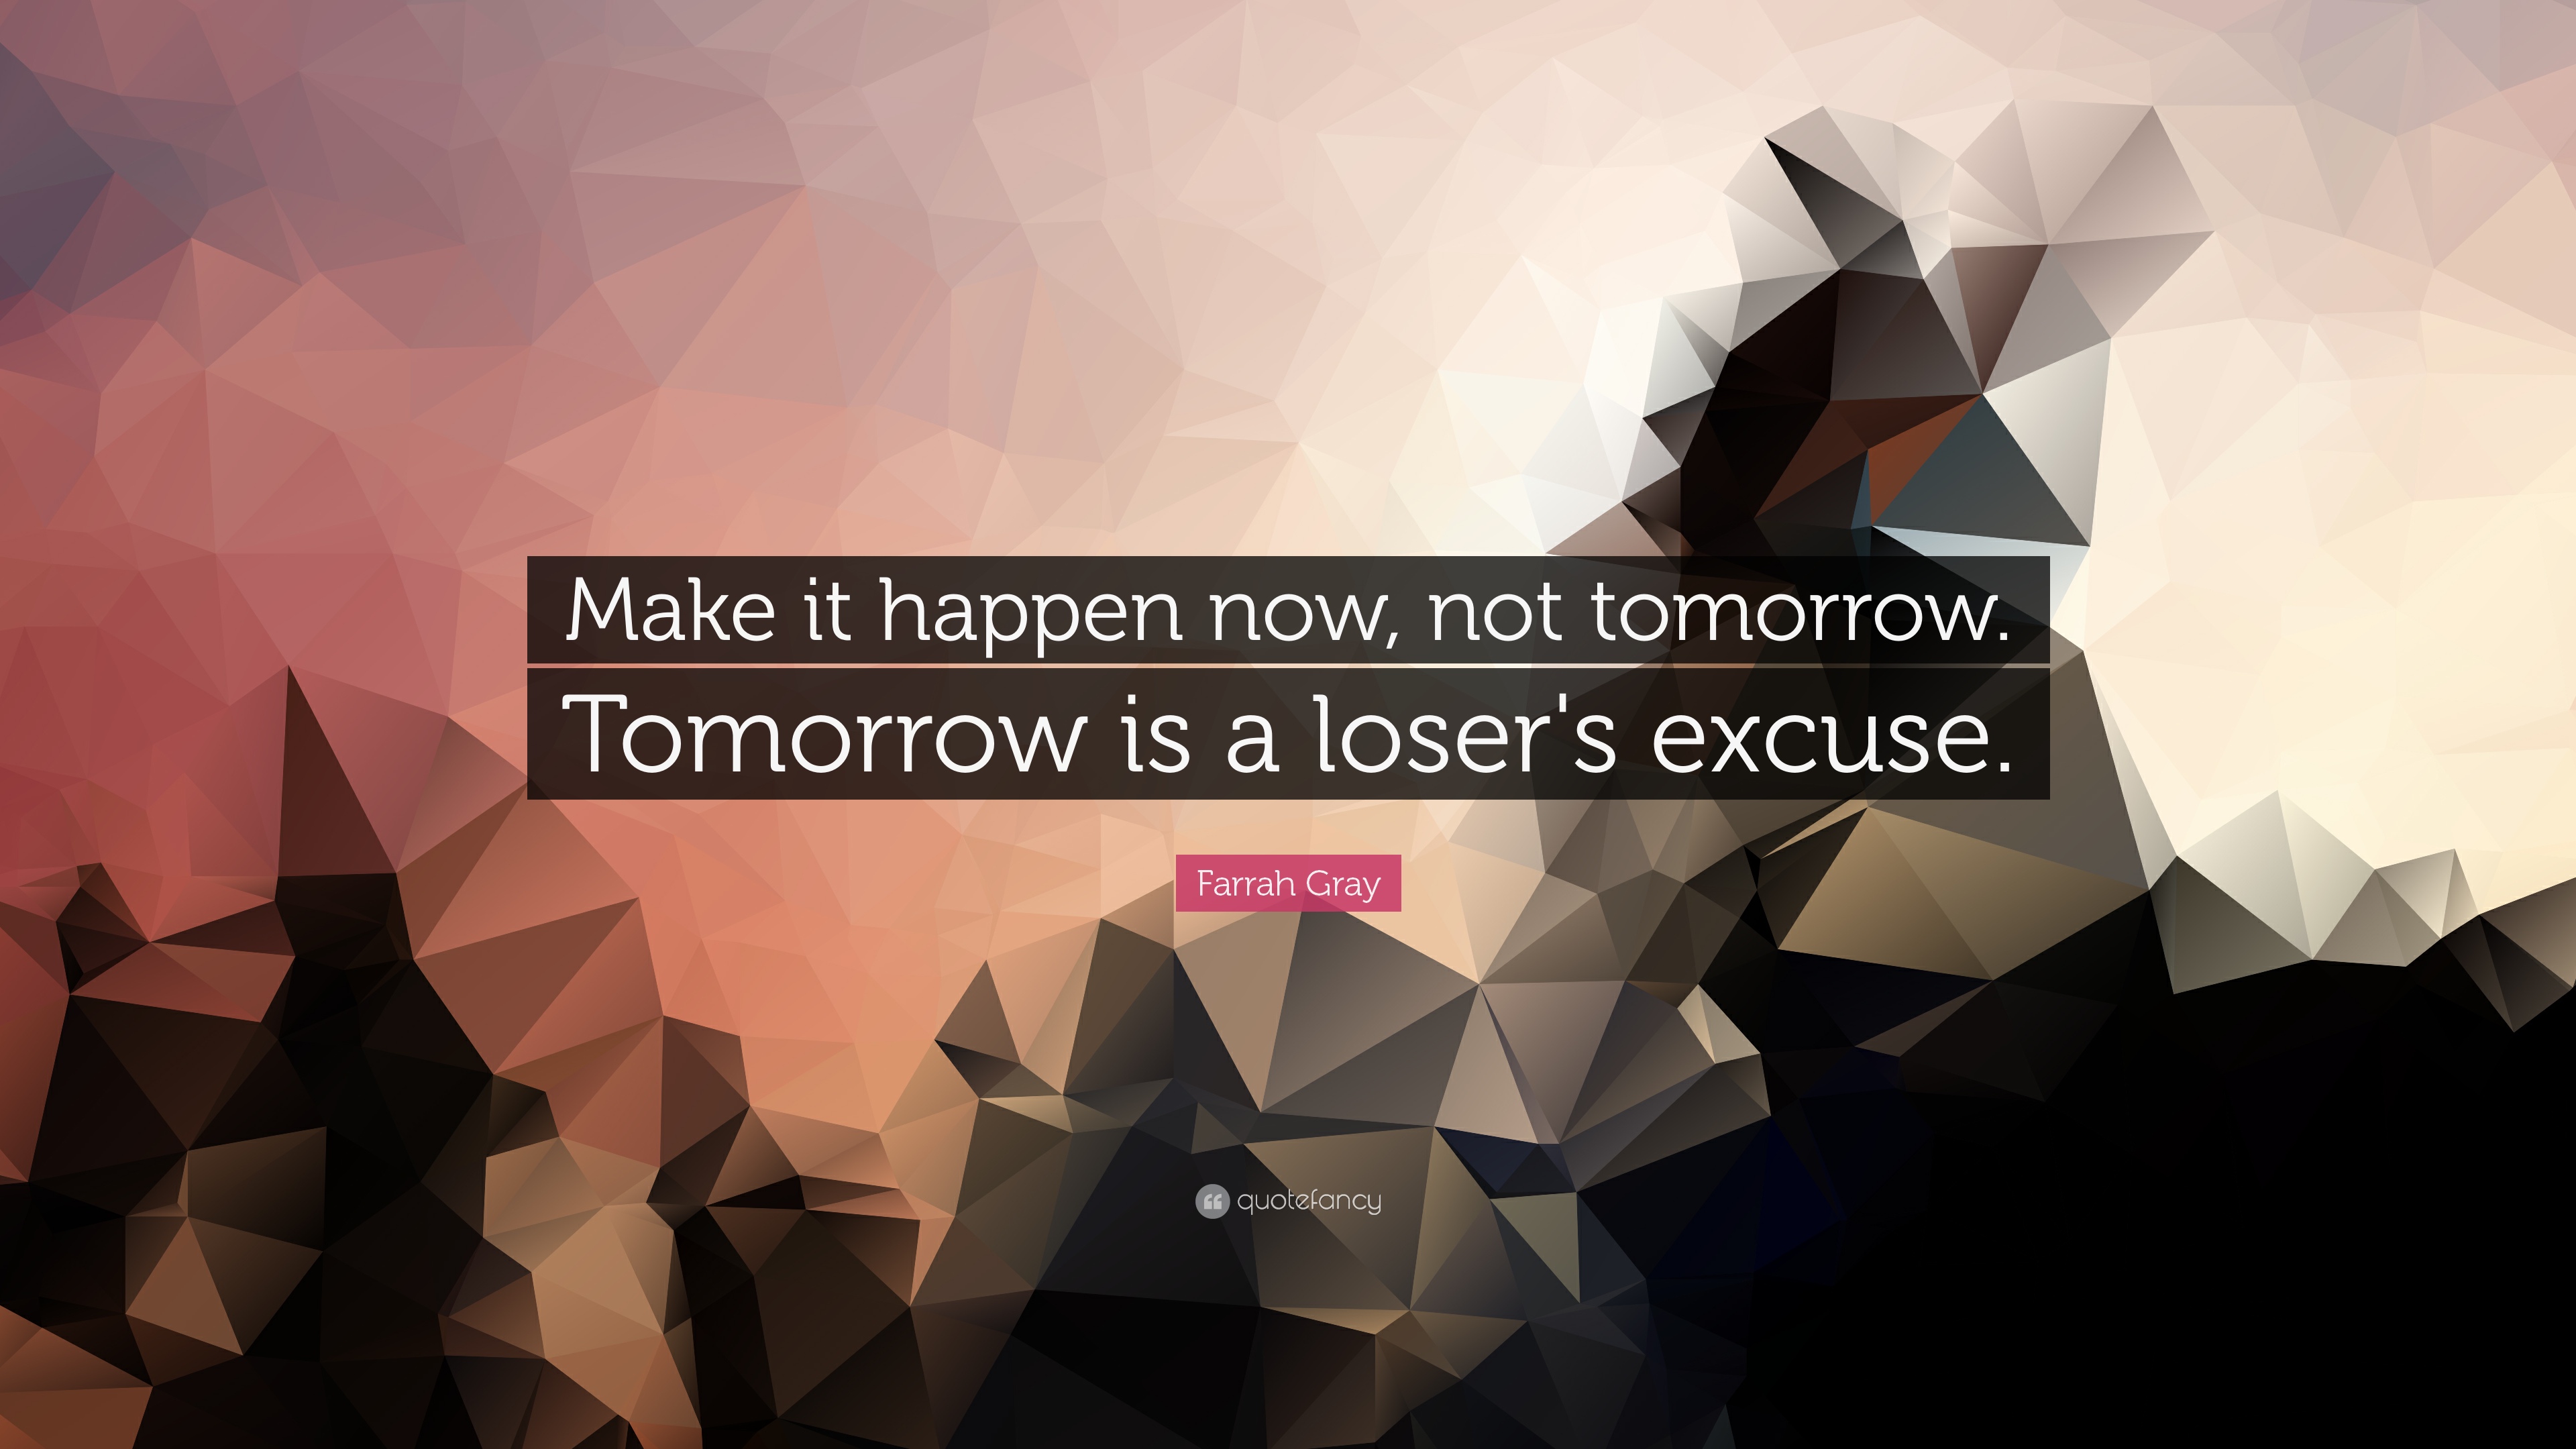 Make it happen now, not tomorrow.
Tomorrow is a loser's excuse.
Farrah Gray
quotefancy